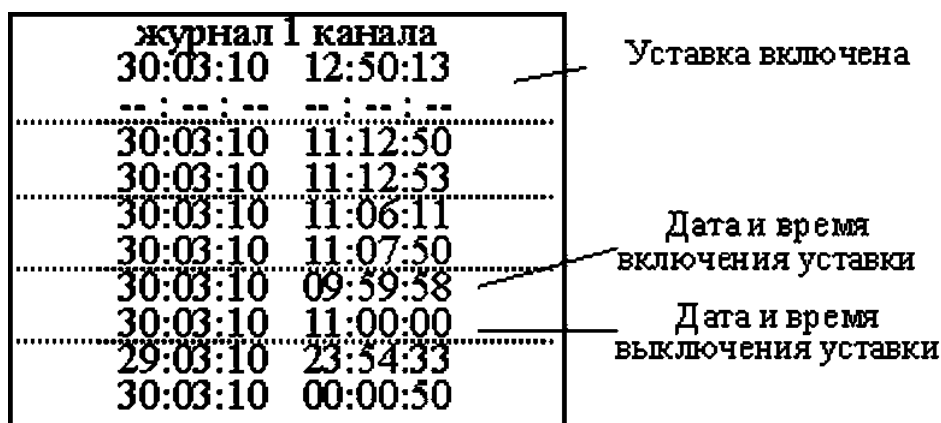 журнал 1 канала
30:03:10 12:50:13
-- : -- : -- -- : -- : --
30:03:10 11:12:50
30:03:10 11:12:53
30:03:10 11:06:11
30:03:10 11:07:50
30:03:10 09:59:58
30:03:10 11:00:00
29:03:10 23:54:33
30:03:10 00:00:50
Уставка включена
Дата и время
включения уставки
Дата и время
выключения уставки